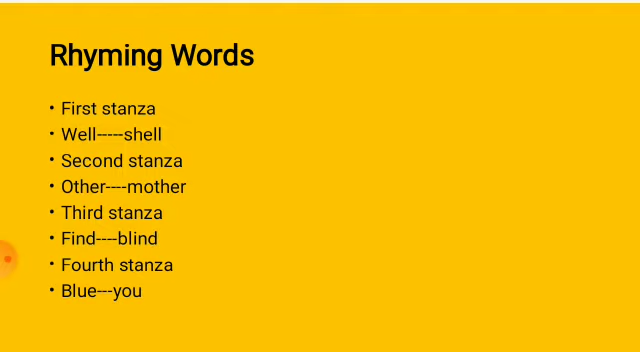 Rhyming Words
• First stanza
• Well-----shell
• Second stanza
• Other----mother
• Third stanza
• Find----blind
• Fourth stanza
• Blue---you